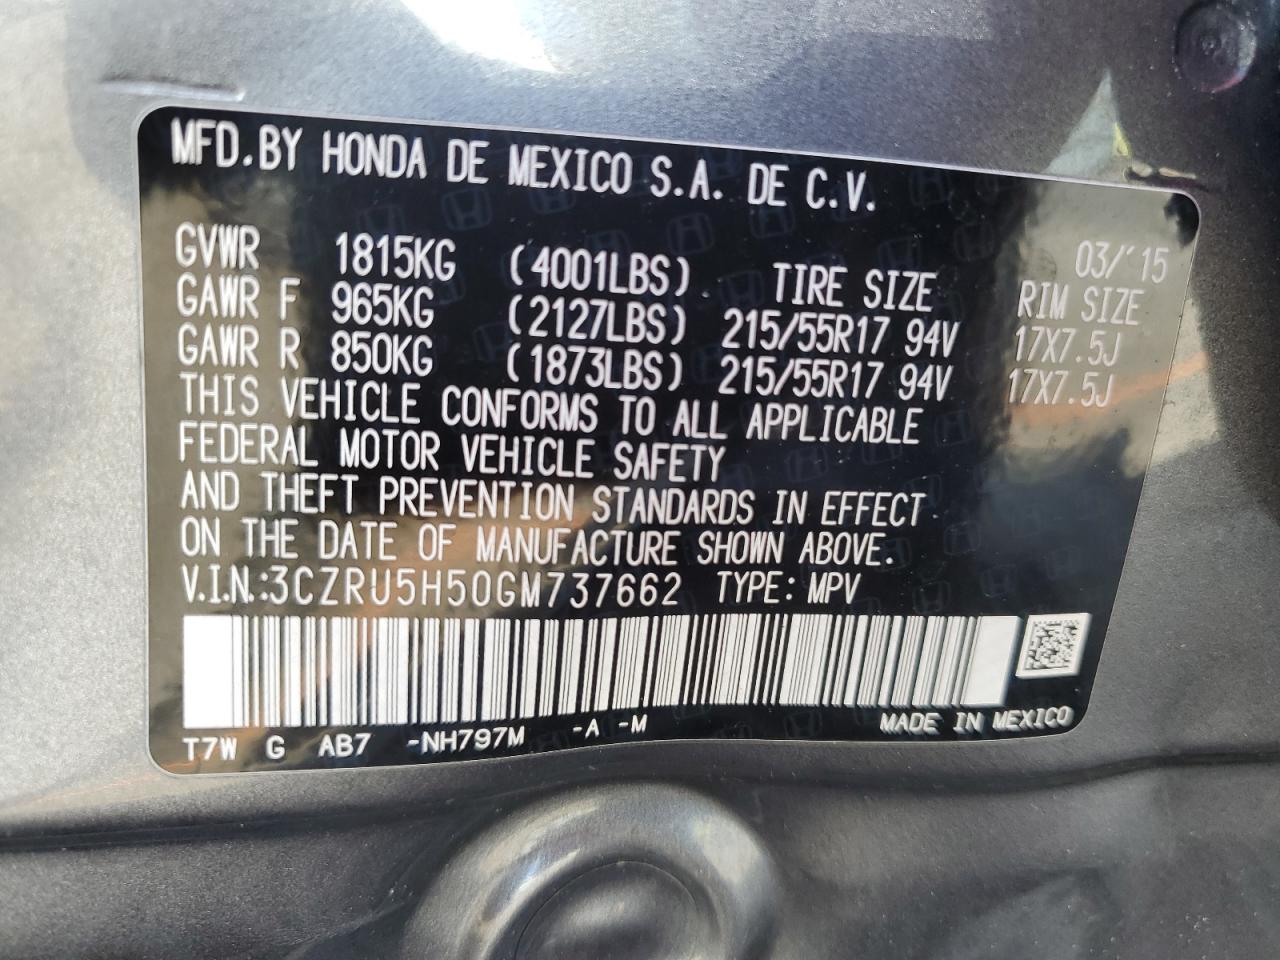 MFD.BY HONDA DE MEXICO S.A. DE C.V.
03/'15
GVWR 1815KG (4001LBS) TIRE SIZE RIM SIZE
GAWR F 965KG (2127LBS) 215/55R17 94V 17X7.5J
GAWR R 850KG (1873LBS) 215/55R17 94V 17X7.5J
THIS VEHICLE CONFORMS TO ALL APPLICABLE
FEDERAL MOTOR VEHICLE SAFETY
AND THEFT PREVENTION STANDARDS IN EFFECT
ON THE DATE OF MANUFACTURE SHOWN ABOVE.
V.I.N.:3CZRU5H50GM737662 TYPE: MPV
MADE IN MEXICO
T7W G AB7 -NH797M -A -M